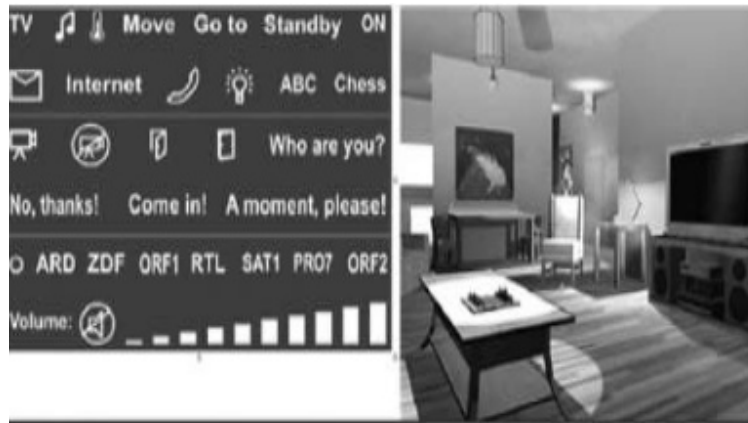 TV Move Go to Standby ON
Internet ABC Chess
Who are you?
No, thanks! Come in! A moment, please!
ARD ZDF ORF1 RTL SAT1 PRO7 ORF2
Volume: